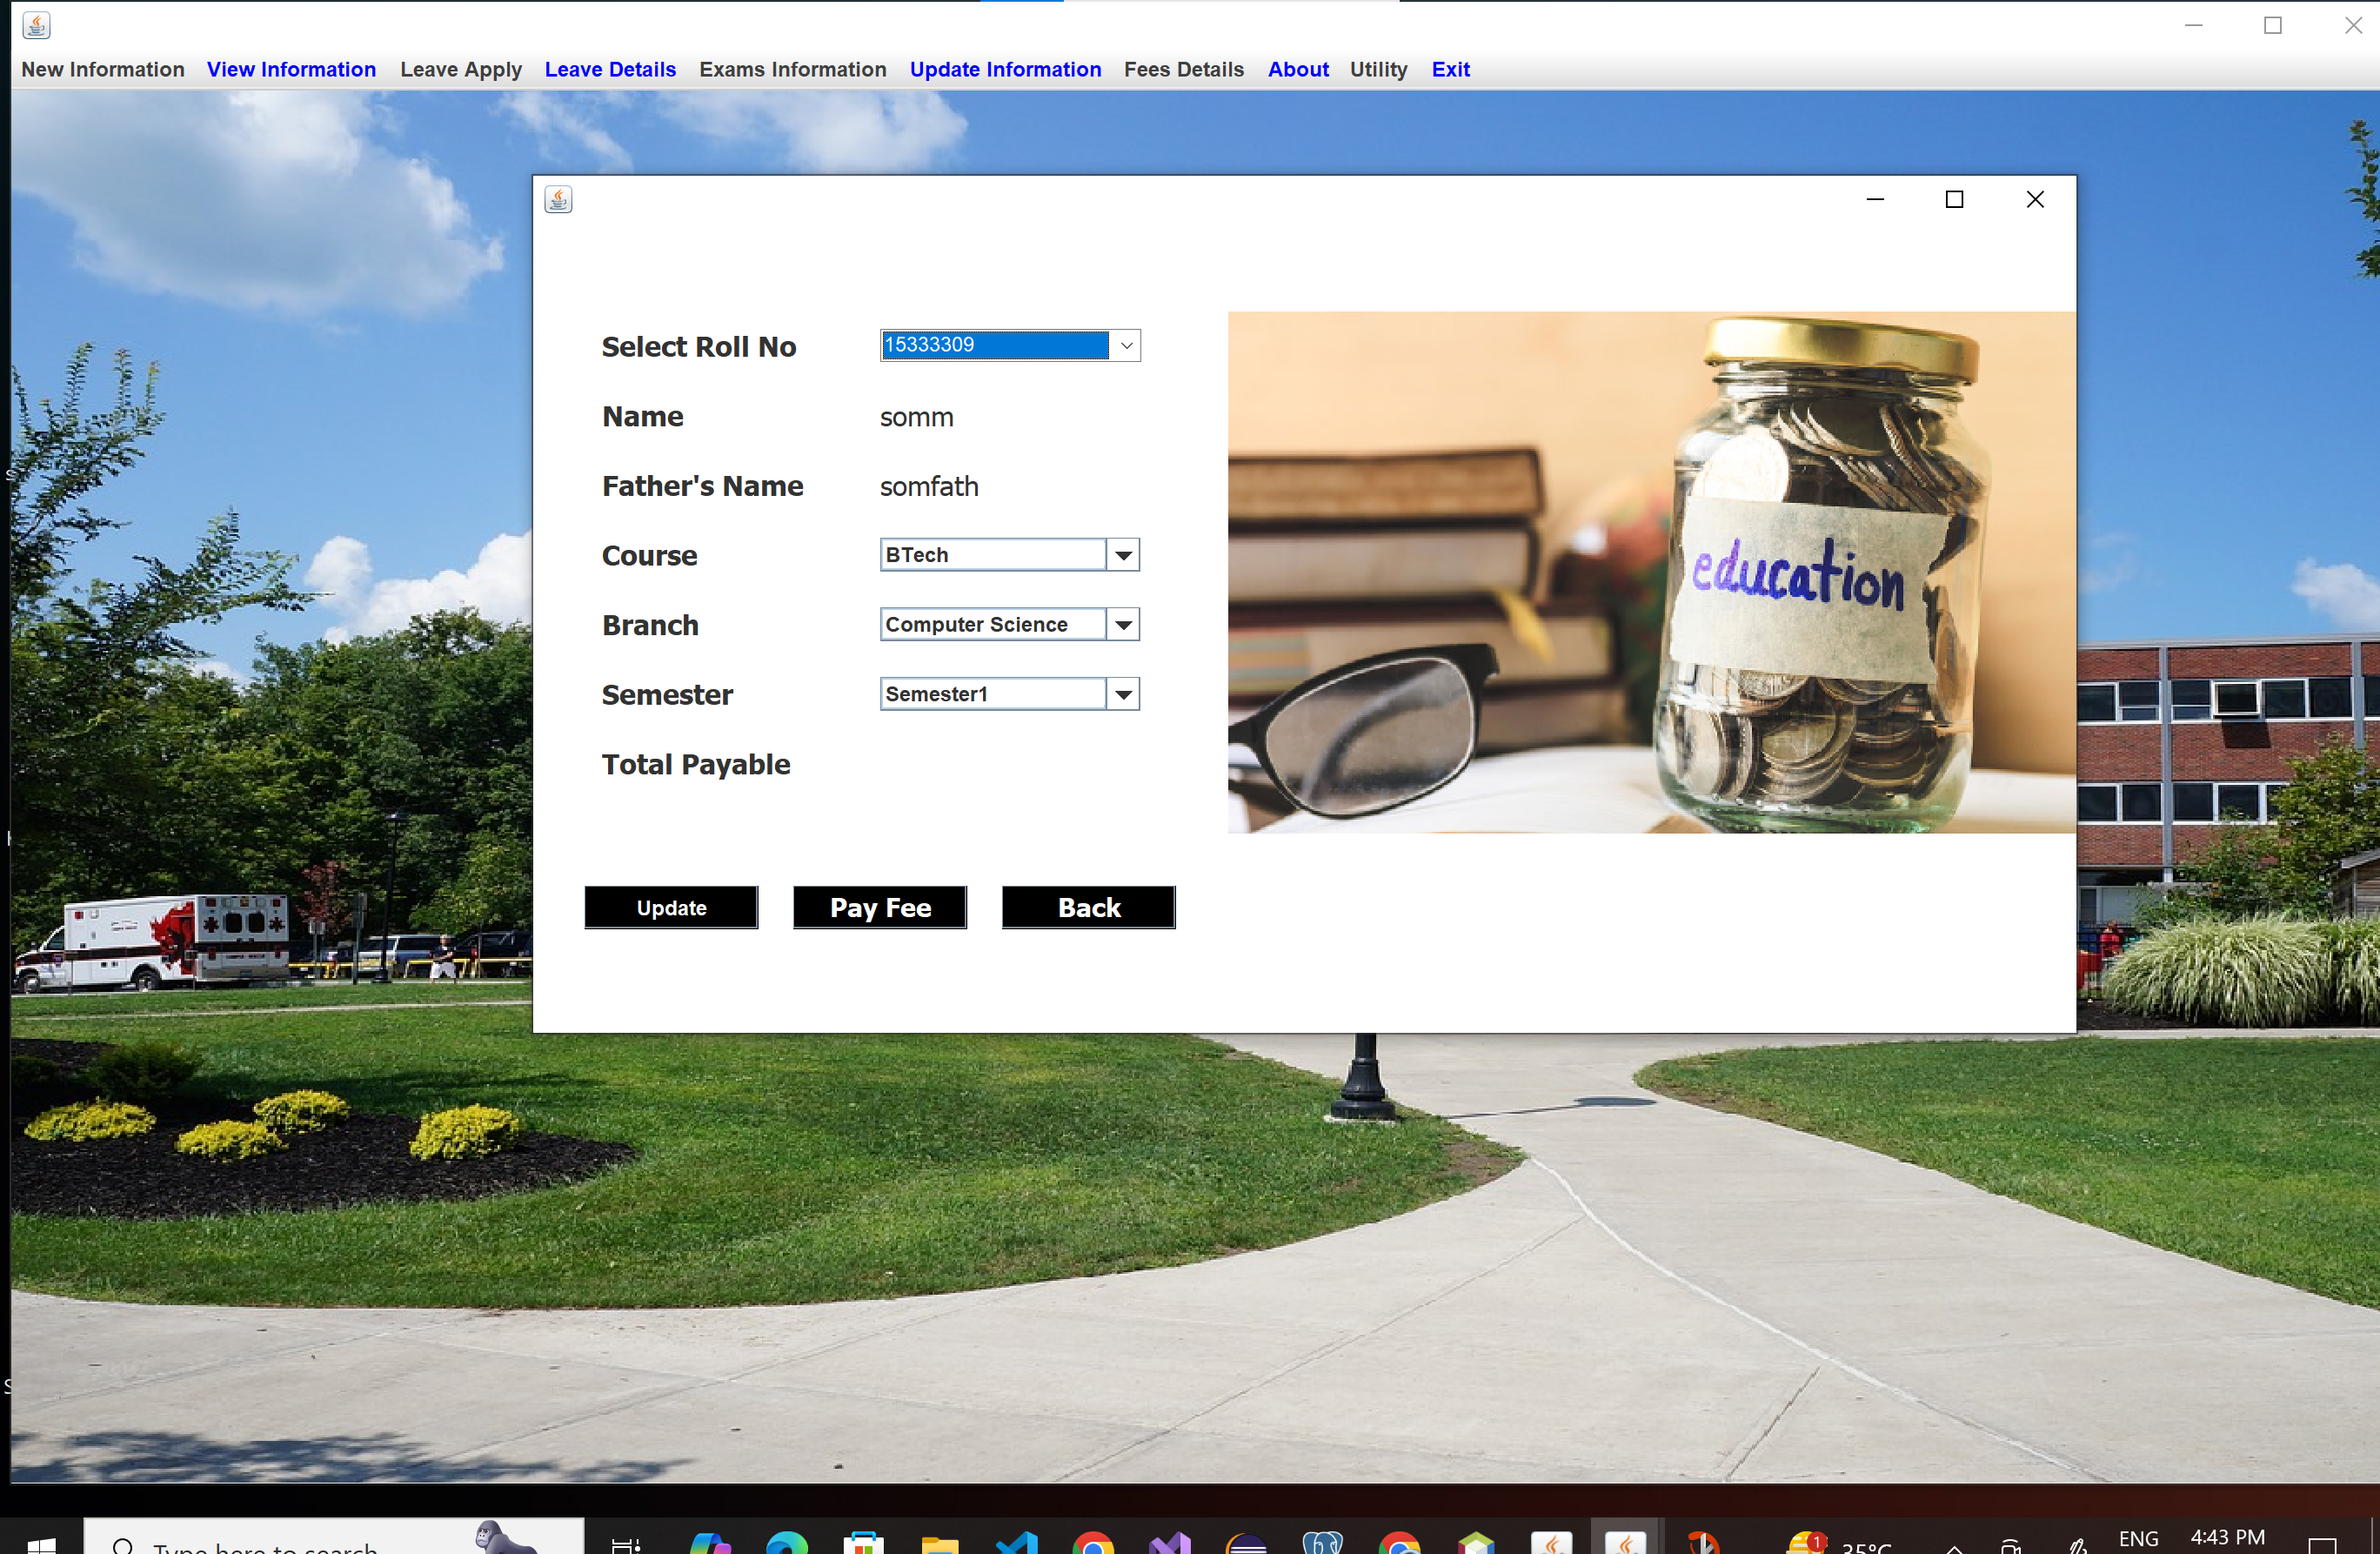 New Information View Information Leave Apply Leave Details Exams Information Update Information Fees Details About Utility Exit
Select Roll No 15333309
Name somm
Father's Name somfath
Course BTech
Branch Computer Science
Semester Semester1
Total Payable
education
Update Pay Fee Back
Type here to search
1
35°C
ENG
4:43 PM